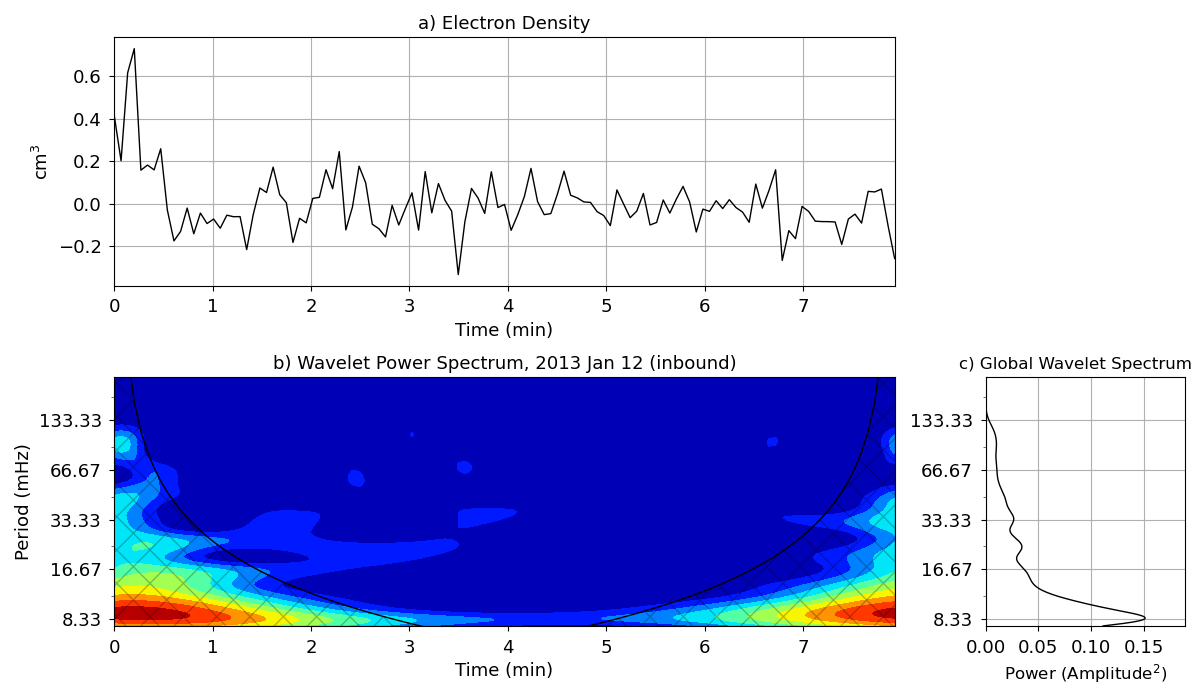 a) Electron Density
cm³
0.6
0.4
0.2
0.0
−0.2
0 1 2 3 4 5 6 7
Time (min)
b) Wavelet Power Spectrum, 2013 Jan 12 (inbound)
Period (mHz)
133.33
66.67
33.33
16.67
8.33
0 1 2 3 4 5 6 7
Time (min)
c) Global Wavelet Spectrum
133.33
66.67
33.33
16.67
8.33
0.00 0.05 0.10 0.15
Power (Amplitude²)